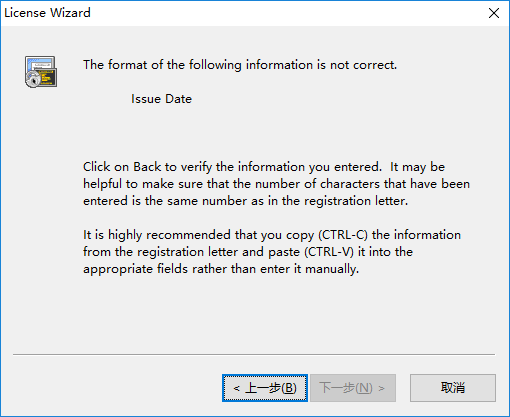 License Wizard
The format of the following information is not correct.
Issue Date
Click on Back to verify the information you entered.  It may be
helpful to make sure that the number of characters that have been
entered is the same number as in the registration letter.
It is highly recommended that you copy (CTRL-C) the information
from the registration letter and paste (CTRL-V) it into the
appropriate fields rather than enter it manually.
< 上一步(B) 下一步(N) > 取消